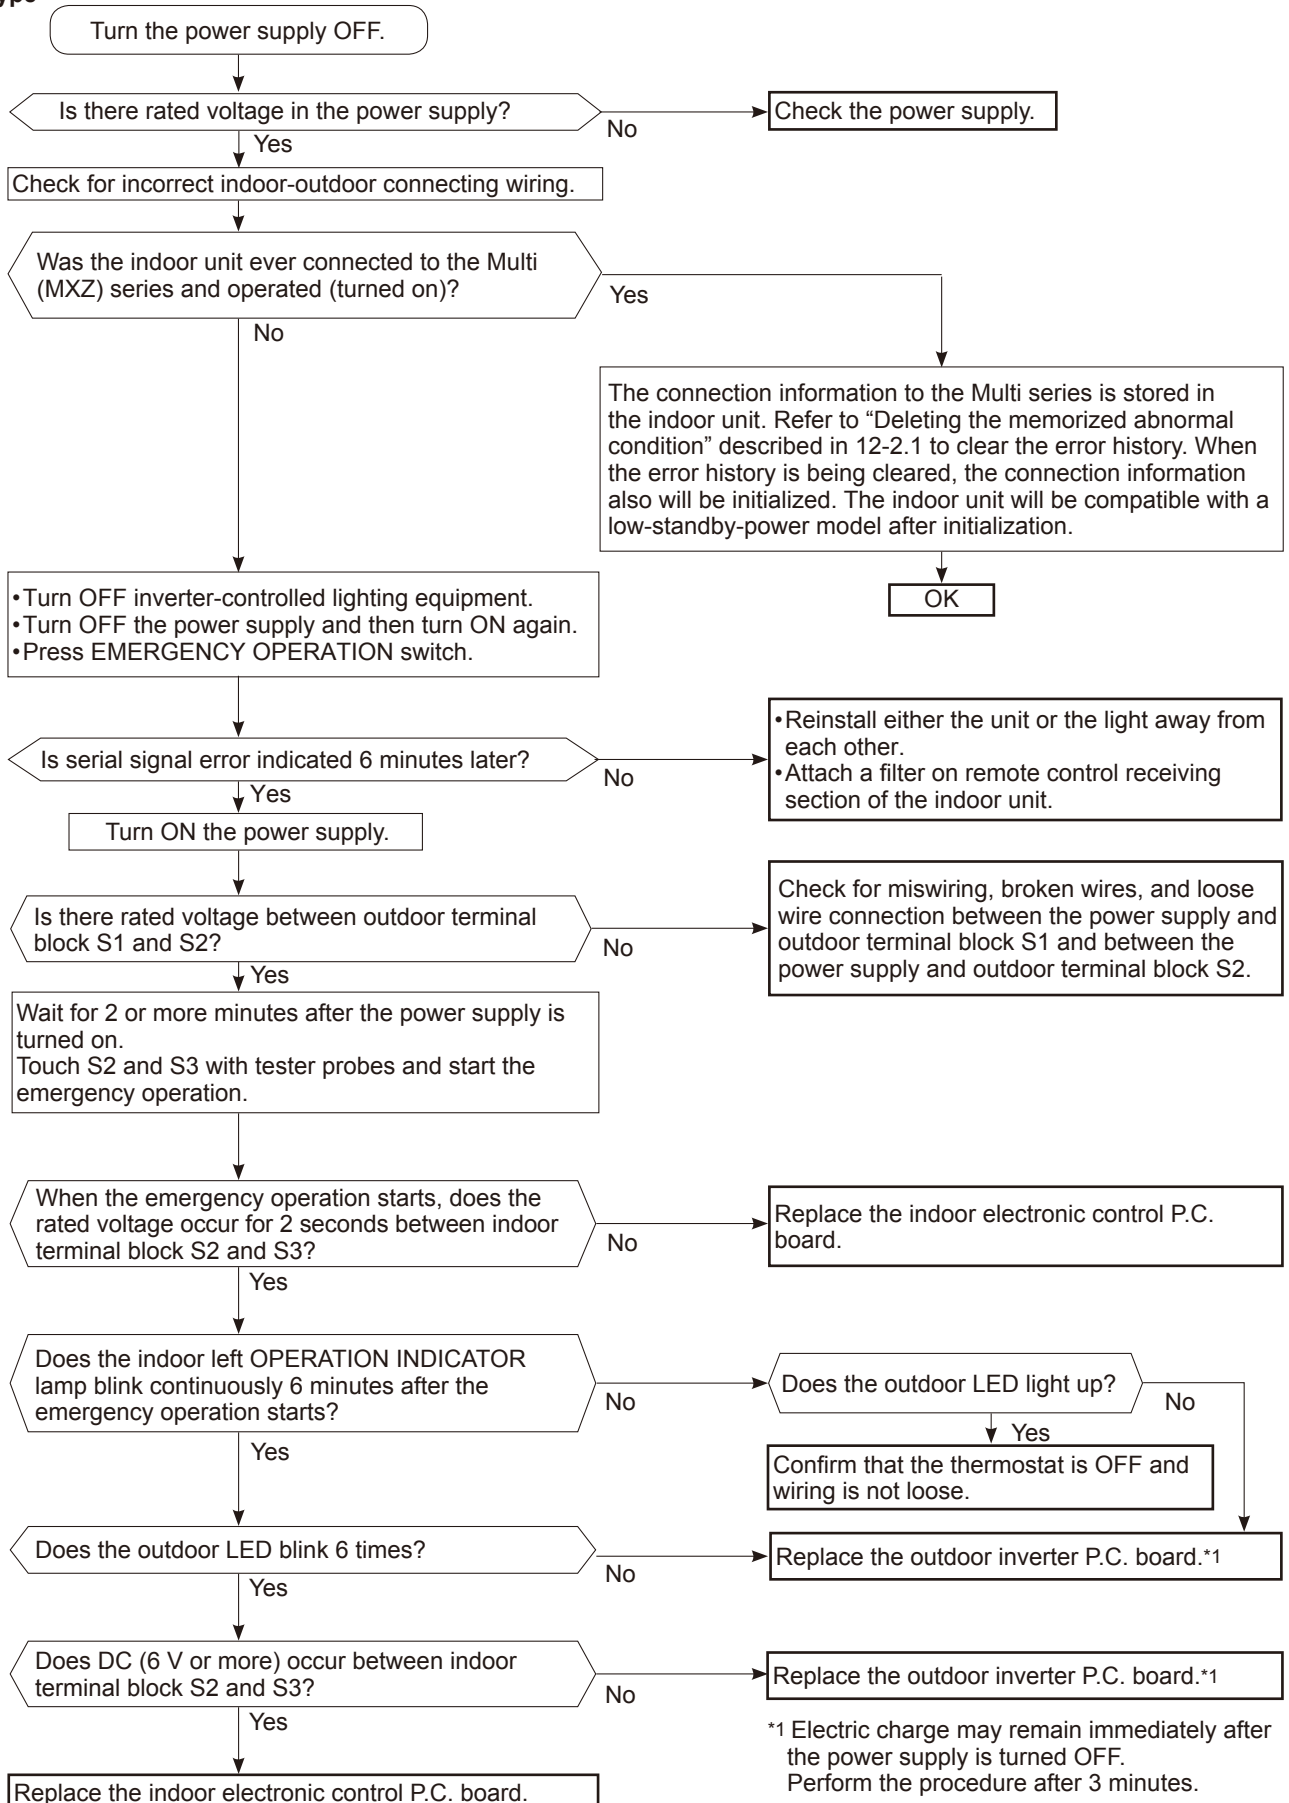 Turn the power supply OFF.
Is there rated voltage in the power supply?
No
Check the power supply.
Yes
Check for incorrect indoor-outdoor connecting wiring.
Was the indoor unit ever connected to the Multi
(MXZ) series and operated (turned on)?
Yes
No
The connection information to the Multi series is stored in
the indoor unit. Refer to “Deleting the memorized abnormal
condition” described in 12-2.1 to clear the error history. When
the error history is being cleared, the connection information
also will be initialized. The indoor unit will be compatible with a
low-standby-power model after initialization.
OK
•Turn OFF inverter-controlled lighting equipment.
•Turn OFF the power supply and then turn ON again.
•Press EMERGENCY OPERATION switch.
Is serial signal error indicated 6 minutes later?
No
•Reinstall either the unit or the light away from
each other.
•Attach a filter on remote control receiving
section of the indoor unit.
Yes
Turn ON the power supply.
Is there rated voltage between outdoor terminal
block S1 and S2?
No
Check for miswiring, broken wires, and loose
wire connection between the power supply and
outdoor terminal block S1 and between the
power supply and outdoor terminal block S2.
Yes
Wait for 2 or more minutes after the power supply is
turned on.
Touch S2 and S3 with tester probes and start the
emergency operation.
When the emergency operation starts, does the
rated voltage occur for 2 seconds between indoor
terminal block S2 and S3?
No
Replace the indoor electronic control P.C.
board.
Yes
Does the indoor left OPERATION INDICATOR
lamp blink continuously 6 minutes after the
emergency operation starts?
No
Does the outdoor LED light up?
No
Yes
Confirm that the thermostat is OFF and
wiring is not loose.
Yes
Does the outdoor LED blink 6 times?
No
Replace the outdoor inverter P.C. board.*1
Yes
Does DC (6 V or more) occur between indoor
terminal block S2 and S3?
No
Replace the outdoor inverter P.C. board.*1
Yes
*1 Electric charge may remain immediately after
the power supply is turned OFF.
Perform the procedure after 3 minutes.
Replace the indoor electronic control P.C. board.